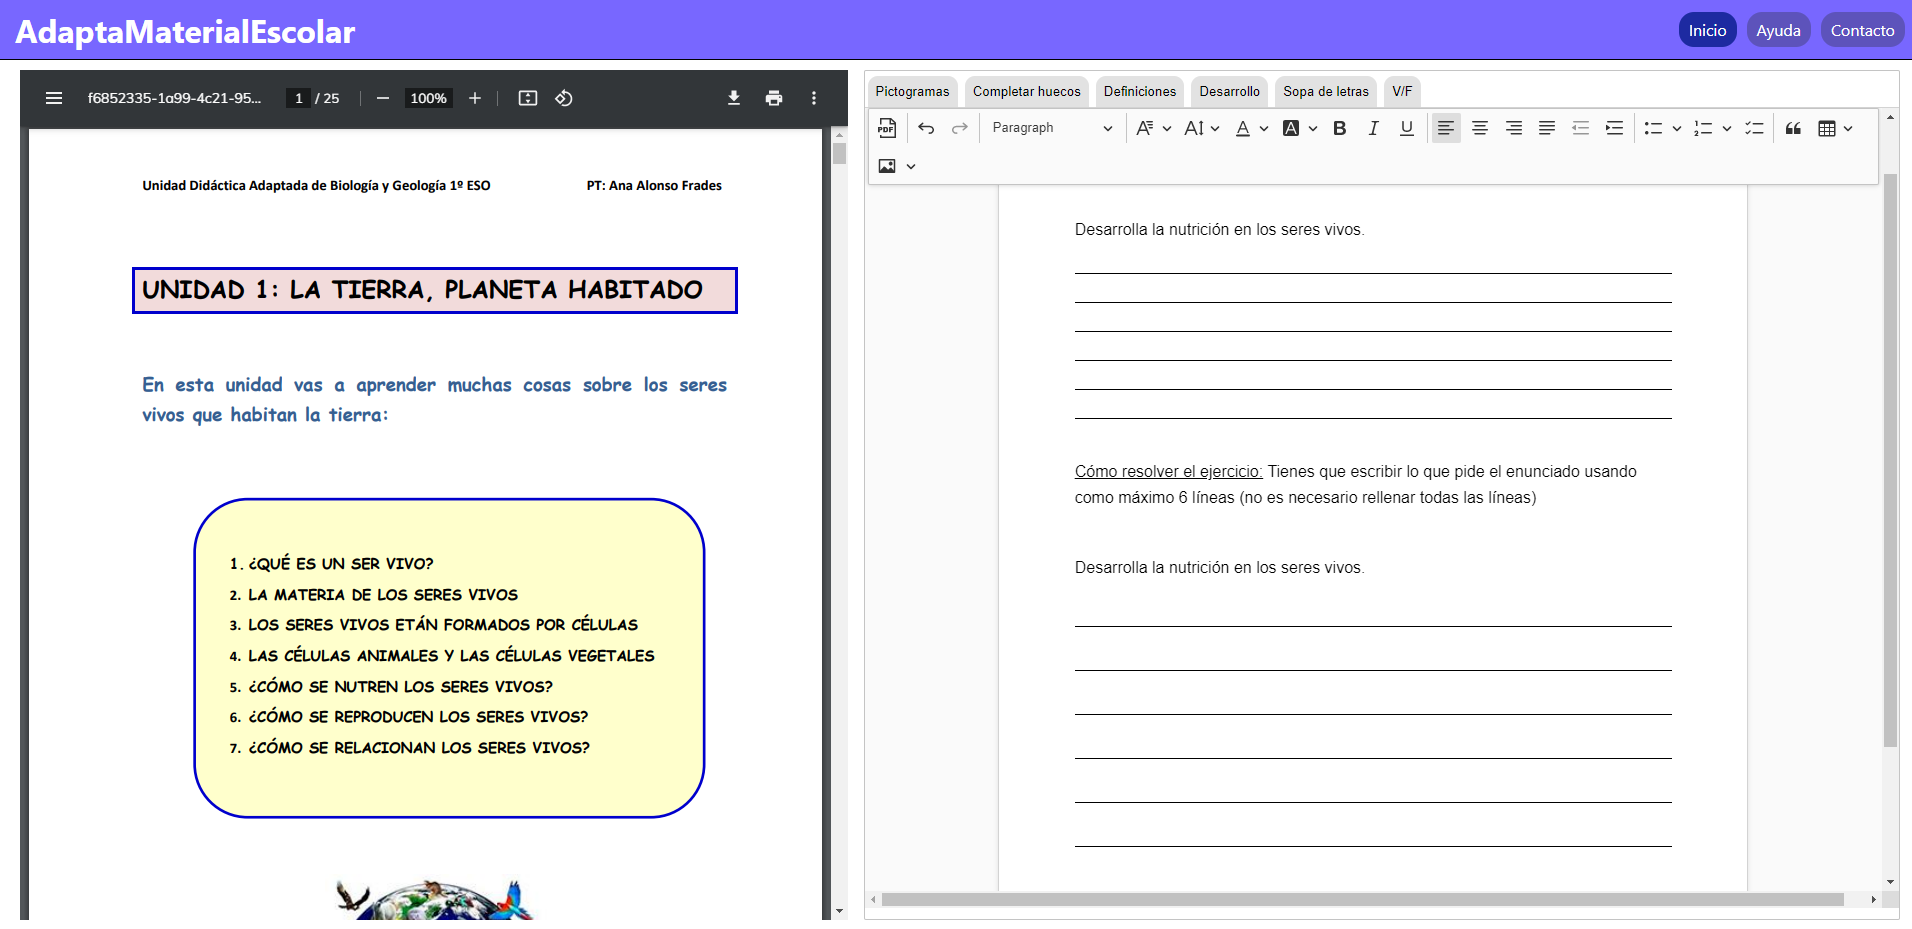 AdaptaMaterialEscolar
Inicio
Ayuda
Contacto
f6852335-1a99-4c21-95...
1 / 25
100%
Unidad Didáctica Adaptada de Biología y Geología 1º ESO
PT: Ana Alonso Frades
UNIDAD 1: LA TIERRA, PLANETA HABITADO
En esta unidad vas a aprender muchas cosas sobre los seres
vivos que habitan la tierra:
1. ¿QUÉ ES UN SER VIVO?
2. LA MATERIA DE LOS SERES VIVOS
3. LOS SERES VIVOS ETÁN FORMADOS POR CÉLULAS
4. LAS CÉLULAS ANIMALES Y LAS CÉLULAS VEGETALES
5. ¿CÓMO SE NUTREN LOS SERES VIVOS?
6. ¿CÓMO SE REPRODUCEN LOS SERES VIVOS?
7. ¿CÓMO SE RELACIONAN LOS SERES VIVOS?
Pictogramas
Completar huecos
Definiciones
Desarrollo
Sopa de letras
V/F
PDF
Paragraph
Desarrolla la nutrición en los seres vivos.
Cómo resolver el ejercicio: Tienes que escribir lo que pide el enunciado usando
como máximo 6 líneas (no es necesario rellenar todas las líneas)
Desarrolla la nutrición en los seres vivos.